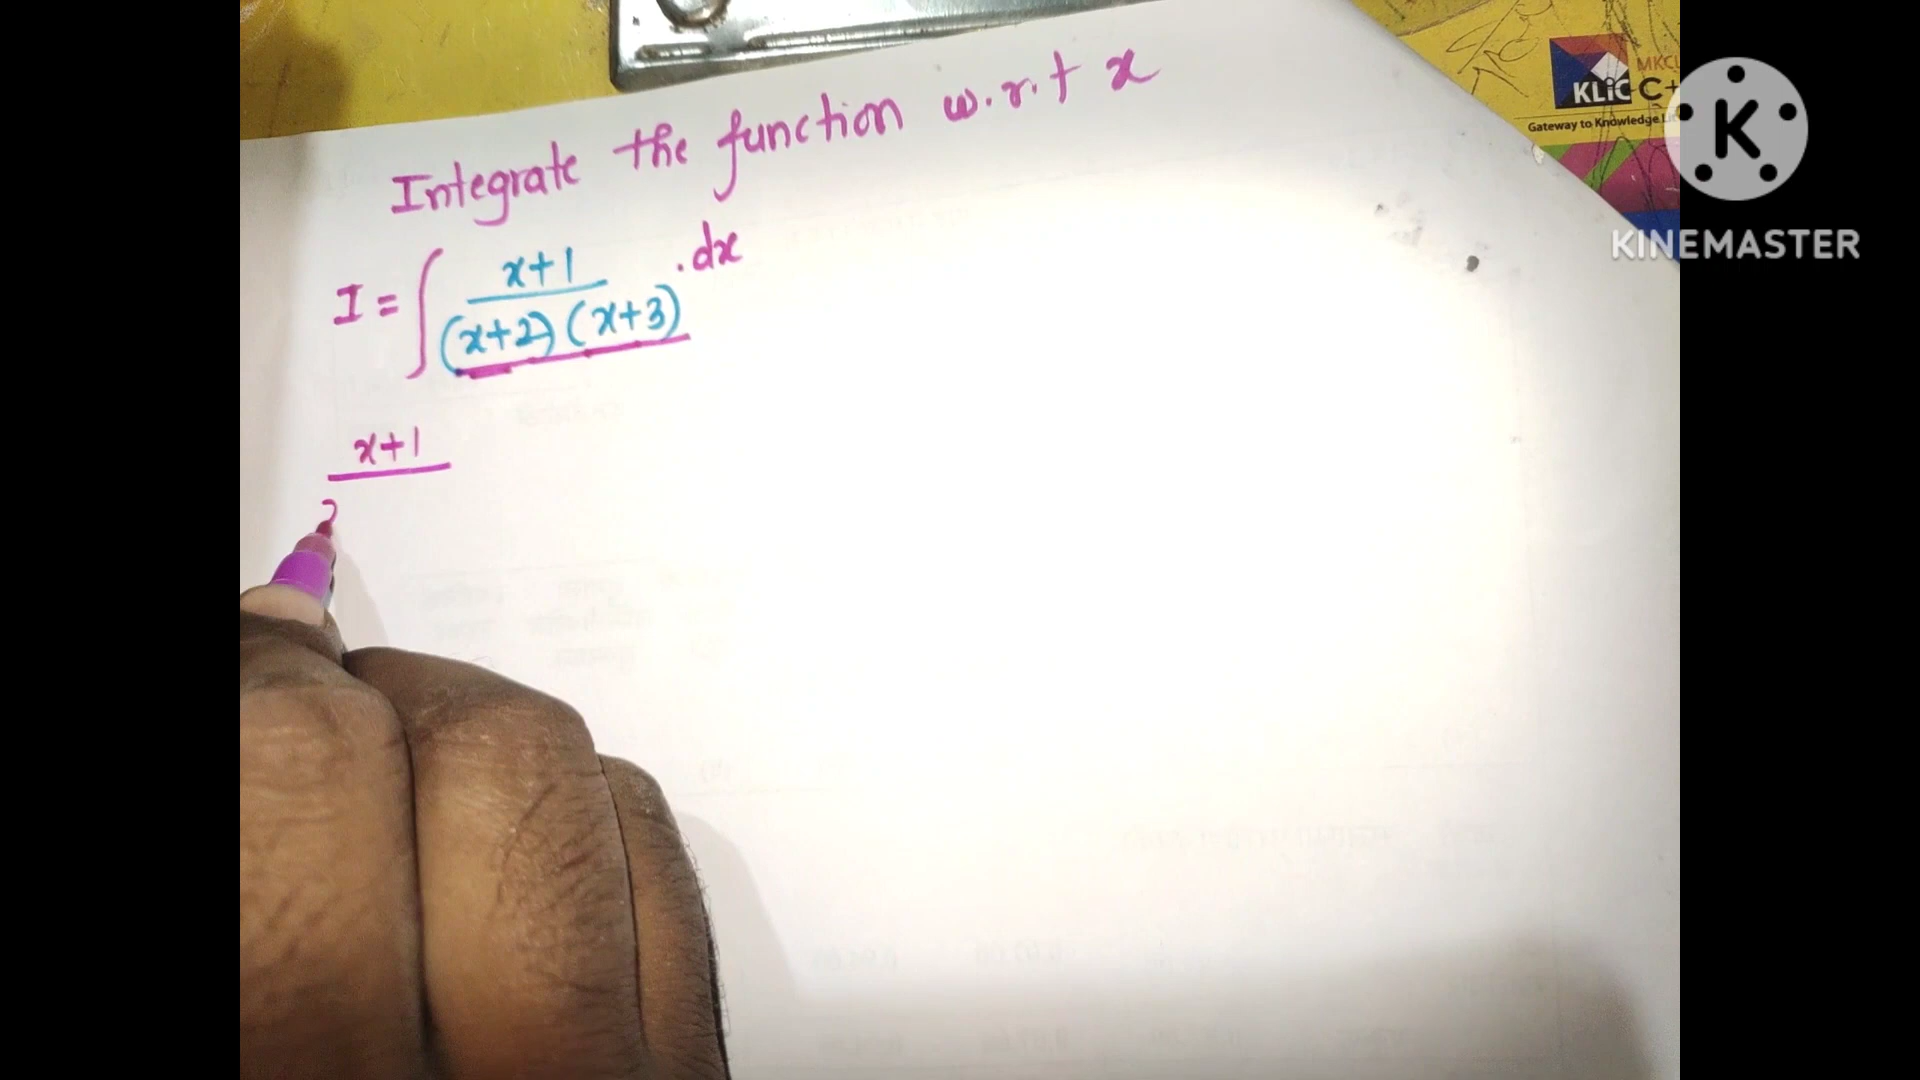 Integrate the function w.r.t x
I = ∫ x+1 / (x+2) (x+3) . dx
x+1
KLiC C+
MKCL
Gateway to Knowledge
K
KINEMASTER